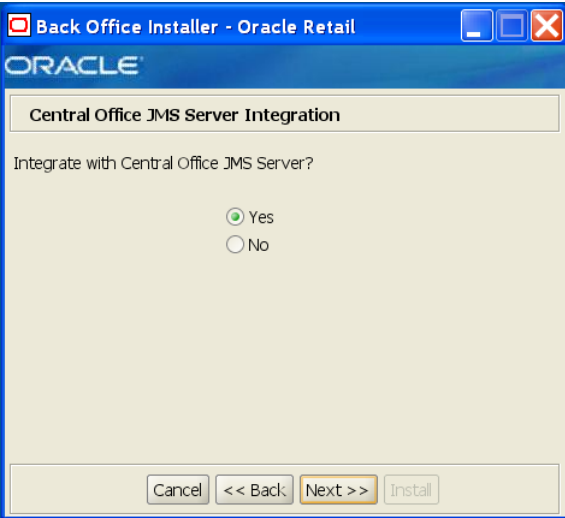 Back Office Installer - Oracle Retail
ORACLE
Central Office JMS Server Integration
Integrate with Central Office JMS Server?
Yes
No
Cancel << Back Next >> Install